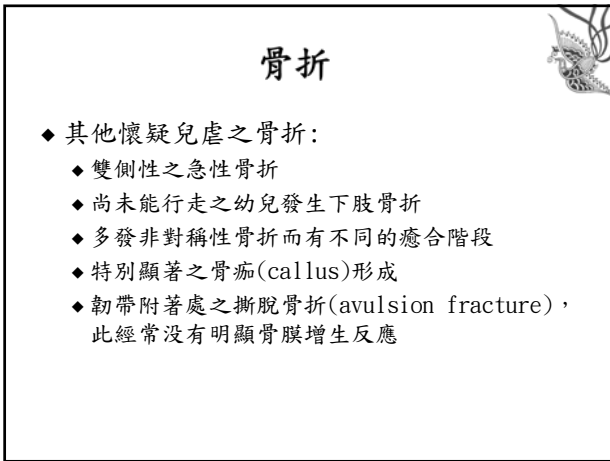 骨折
◆ 其他懷疑兒虐之骨折:
◆ 雙側性之急性骨折
◆ 尚未能行走之幼兒發生下肢骨折
◆ 多發非對稱性骨折而有不同的癒合階段
◆ 特別顯著之骨痂(callus)形成
◆ 韌帶附著處之撕脫骨折(avulsion fracture)，
此經常沒有明顯骨膜增生反應